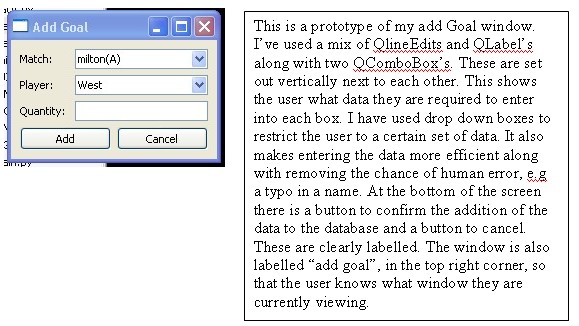 Add Goal
Match:
milton(A)
Player:
West
Quantity:
Add
Cancel
ain.py
This is a prototype of my add Goal window.
I've used a mix of QlineEdits and QLabel's
along with two QComboBox's. These are set
out vertically next to each other. This shows
the user what data they are required to enter
into each box. I have used drop down boxes to
restrict the user to a certain set of data. It also
makes entering the data more efficient along
with removing the chance of human error, e.g
a typo in a name. At the bottom of the screen
there is a button to confirm the addition of the
data to the database and a button to cancel.
These are clearly labelled. The window is also
labelled “add goal”, in the top right corner, so
that the user knows what window they are
currently viewing.